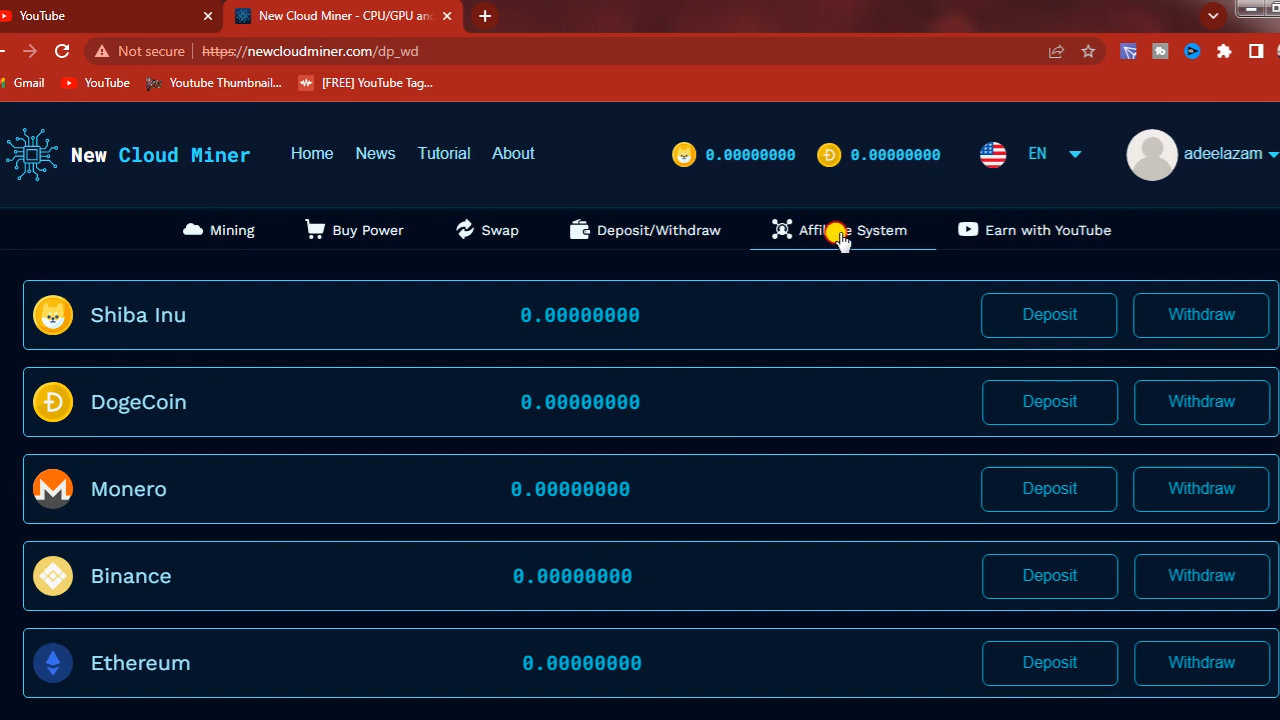 YouTube
New Cloud Miner - CPU/GPU and
Not secure https://newcloudminer.com/dp_wd
Gmail YouTube Youtube Thumbnail... [FREE] YouTube Tag...
New Cloud Miner Home News Tutorial About 0.00000000 0.00000000 EN adeelazam
Mining Buy Power Swap Deposit/Withdraw Affiliate System Earn with YouTube
Shiba Inu 0.00000000 Deposit Withdraw
DogeCoin 0.00000000 Deposit Withdraw
Monero 0.00000000 Deposit Withdraw
Binance 0.00000000 Deposit Withdraw
Ethereum 0.00000000 Deposit Withdraw